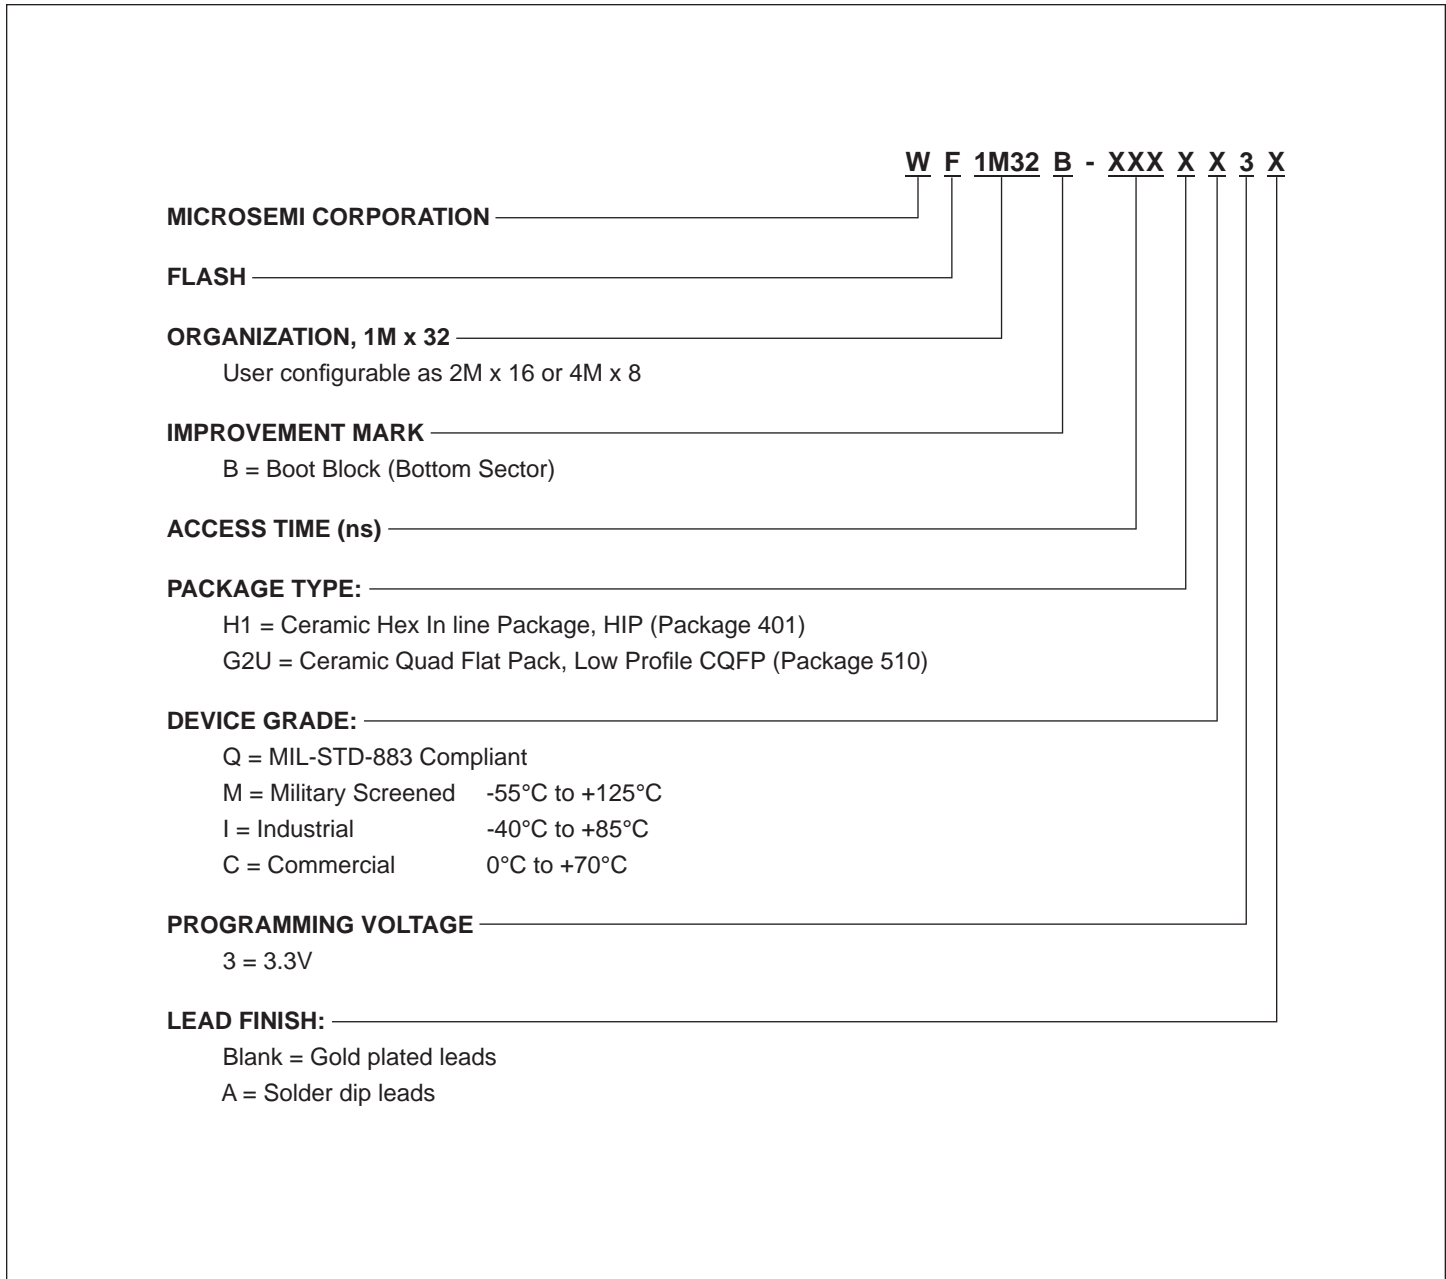 W F 1M32 B - XXX X X 3 X
MICROSEMI CORPORATION
FLASH
ORGANIZATION, 1M x 32
User configurable as 2M x 16 or 4M x 8
IMPROVEMENT MARK
B = Boot Block (Bottom Sector)
ACCESS TIME (ns)
PACKAGE TYPE:
H1 = Ceramic Hex In line Package, HIP (Package 401)
G2U = Ceramic Quad Flat Pack, Low Profile CQFP (Package 510)
DEVICE GRADE:
Q = MIL-STD-883 Compliant
M = Military Screened -55°C to +125°C
I = Industrial -40°C to +85°C
C = Commercial 0°C to +70°C
PROGRAMMING VOLTAGE
3 = 3.3V
LEAD FINISH:
Blank = Gold plated leads
A = Solder dip leads